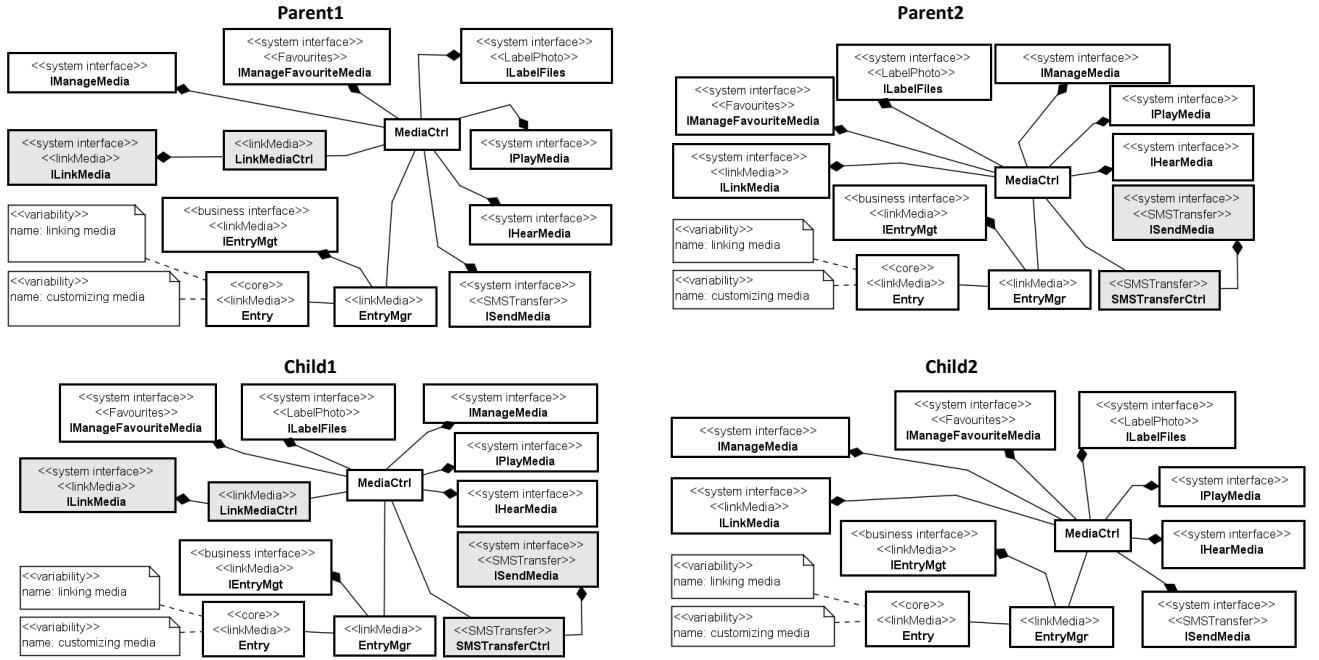 Parent1
<<system interface>>
IManageMedia
<<system interface>>
<<Favourites>>
IManageFavouriteMedia
<<system interface>>
<<LabelPhoto>>
ILabelFiles
MediaCtrl
<<system interface>>
<<linkMedia>>
ILinkMedia
<<linkMedia>>
LinkMediaCtrl
<<system interface>>
IPlayMedia
<<variability>>
name: linking media
<<business interface>>
<<linkMedia>>
IEntryMgt
<<system interface>>
IHearMedia
<<variability>>
name: customizing media
<<core>>
<<linkMedia>>
Entry
<<linkMedia>>
EntryMgr
<<system interface>>
<<SMSTransfer>>
ISendMedia
Parent2
<<system interface>>
<<LabelPhoto>>
ILabelFiles
<<system interface>>
IManageMedia
<<system interface>>
<<Favourites>>
IManageFavouriteMedia
<<system interface>>
IPlayMedia
<<system interface>>
<<linkMedia>>
ILinkMedia
<<system interface>>
IHearMedia
MediaCtrl
<<business interface>>
<<linkMedia>>
IEntryMgt
<<system interface>>
<<SMSTransfer>>
ISendMedia
<<variability>>
name: linking media
<<variability>>
name: customizing media
<<core>>
<<linkMedia>>
Entry
<<linkMedia>>
EntryMgr
<<SMSTransfer>>
SMSTransferCtrl
Child1
<<system interface>>
<<Favourites>>
IManageFavouriteMedia
<<system interface>>
<<LabelPhoto>>
ILabelFiles
<<system interface>>
IManageMedia
<<system interface>>
IPlayMedia
<<system interface>>
<<linkMedia>>
ILinkMedia
<<linkMedia>>
LinkMediaCtrl
MediaCtrl
<<system interface>>
IHearMedia
<<business interface>>
<<linkMedia>>
IEntryMgt
<<system interface>>
<<SMSTransfer>>
ISendMedia
<<variability>>
name: linking media
<<variability>>
name: customizing media
<<core>>
<<linkMedia>>
Entry
<<linkMedia>>
EntryMgr
<<SMSTransfer>>
SMSTransferCtrl
Child2
<<system interface>>
IManageMedia
<<system interface>>
<<Favourites>>
IManageFavouriteMedia
<<system interface>>
<<LabelPhoto>>
ILabelFiles
<<system interface>>
IPlayMedia
<<system interface>>
<<linkMedia>>
ILinkMedia
MediaCtrl
<<system interface>>
IHearMedia
<<business interface>>
<<linkMedia>>
IEntryMgt
<<variability>>
name: linking media
<<variability>>
name: customizing media
<<core>>
<<linkMedia>>
Entry
<<linkMedia>>
EntryMgr
<<system interface>>
<<SMSTransfer>>
ISendMedia